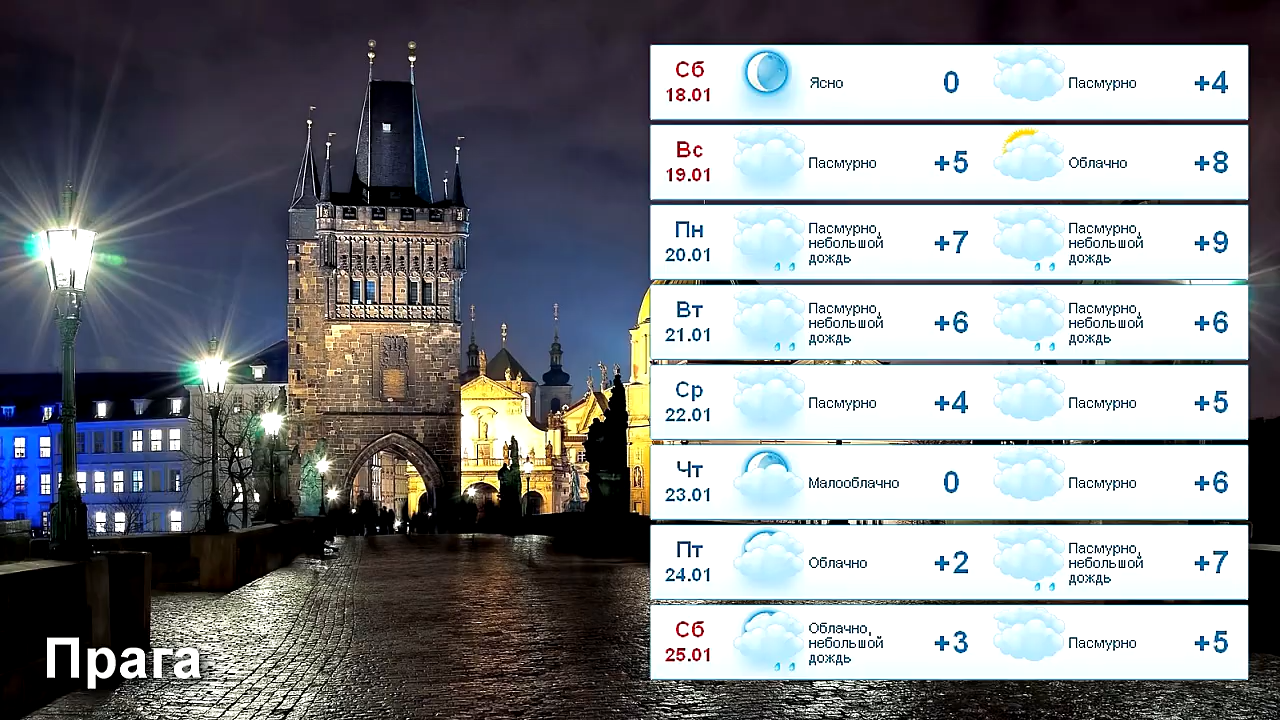 Сб
18.01
Ясно
0
Пасмурно
+4
Вс
19.01
Пасмурно
+5
Облачно
+8
Пн
20.01
Пасмурно,
небольшой
дождь
+7
Пасмурно,
небольшой
дождь
+9
Вт
21.01
Пасмурно,
небольшой
дождь
+6
Пасмурно,
небольшой
дождь
+6
Ср
22.01
Пасмурно
+4
Пасмурно
+5
Чт
23.01
Малооблачно
0
Пасмурно
+6
Пт
24.01
Облачно
+2
Пасмурно,
небольшой
дождь
+7
Сб
25.01
Облачно,
небольшой
дождь
+3
Пасмурно
+5
Прага